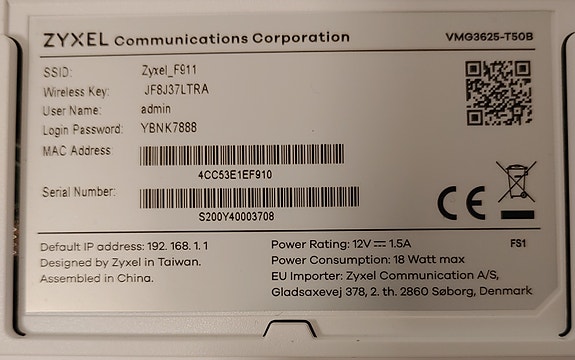 ZYXEL Communications Corporation VMG3625-T50B
SSID: Zyxel_F911
Wireless Key: JF8J37LTRA
User Name: admin
Login Password: YBNK7888
MAC Address:
4CC53E1EF910
Serial Number:
S200Y40003708
Default IP address: 192. 168. 1. 1
Designed by Zyxel in Taiwan.
Assembled in China.
Power Rating: 12V⎓1.5A FS1
Power Consumption: 18 Watt max
EU Importer: Zyxel Communication A/S,
Gladsaxevej 378, 2. th. 2860 Søborg, Denmark
CE